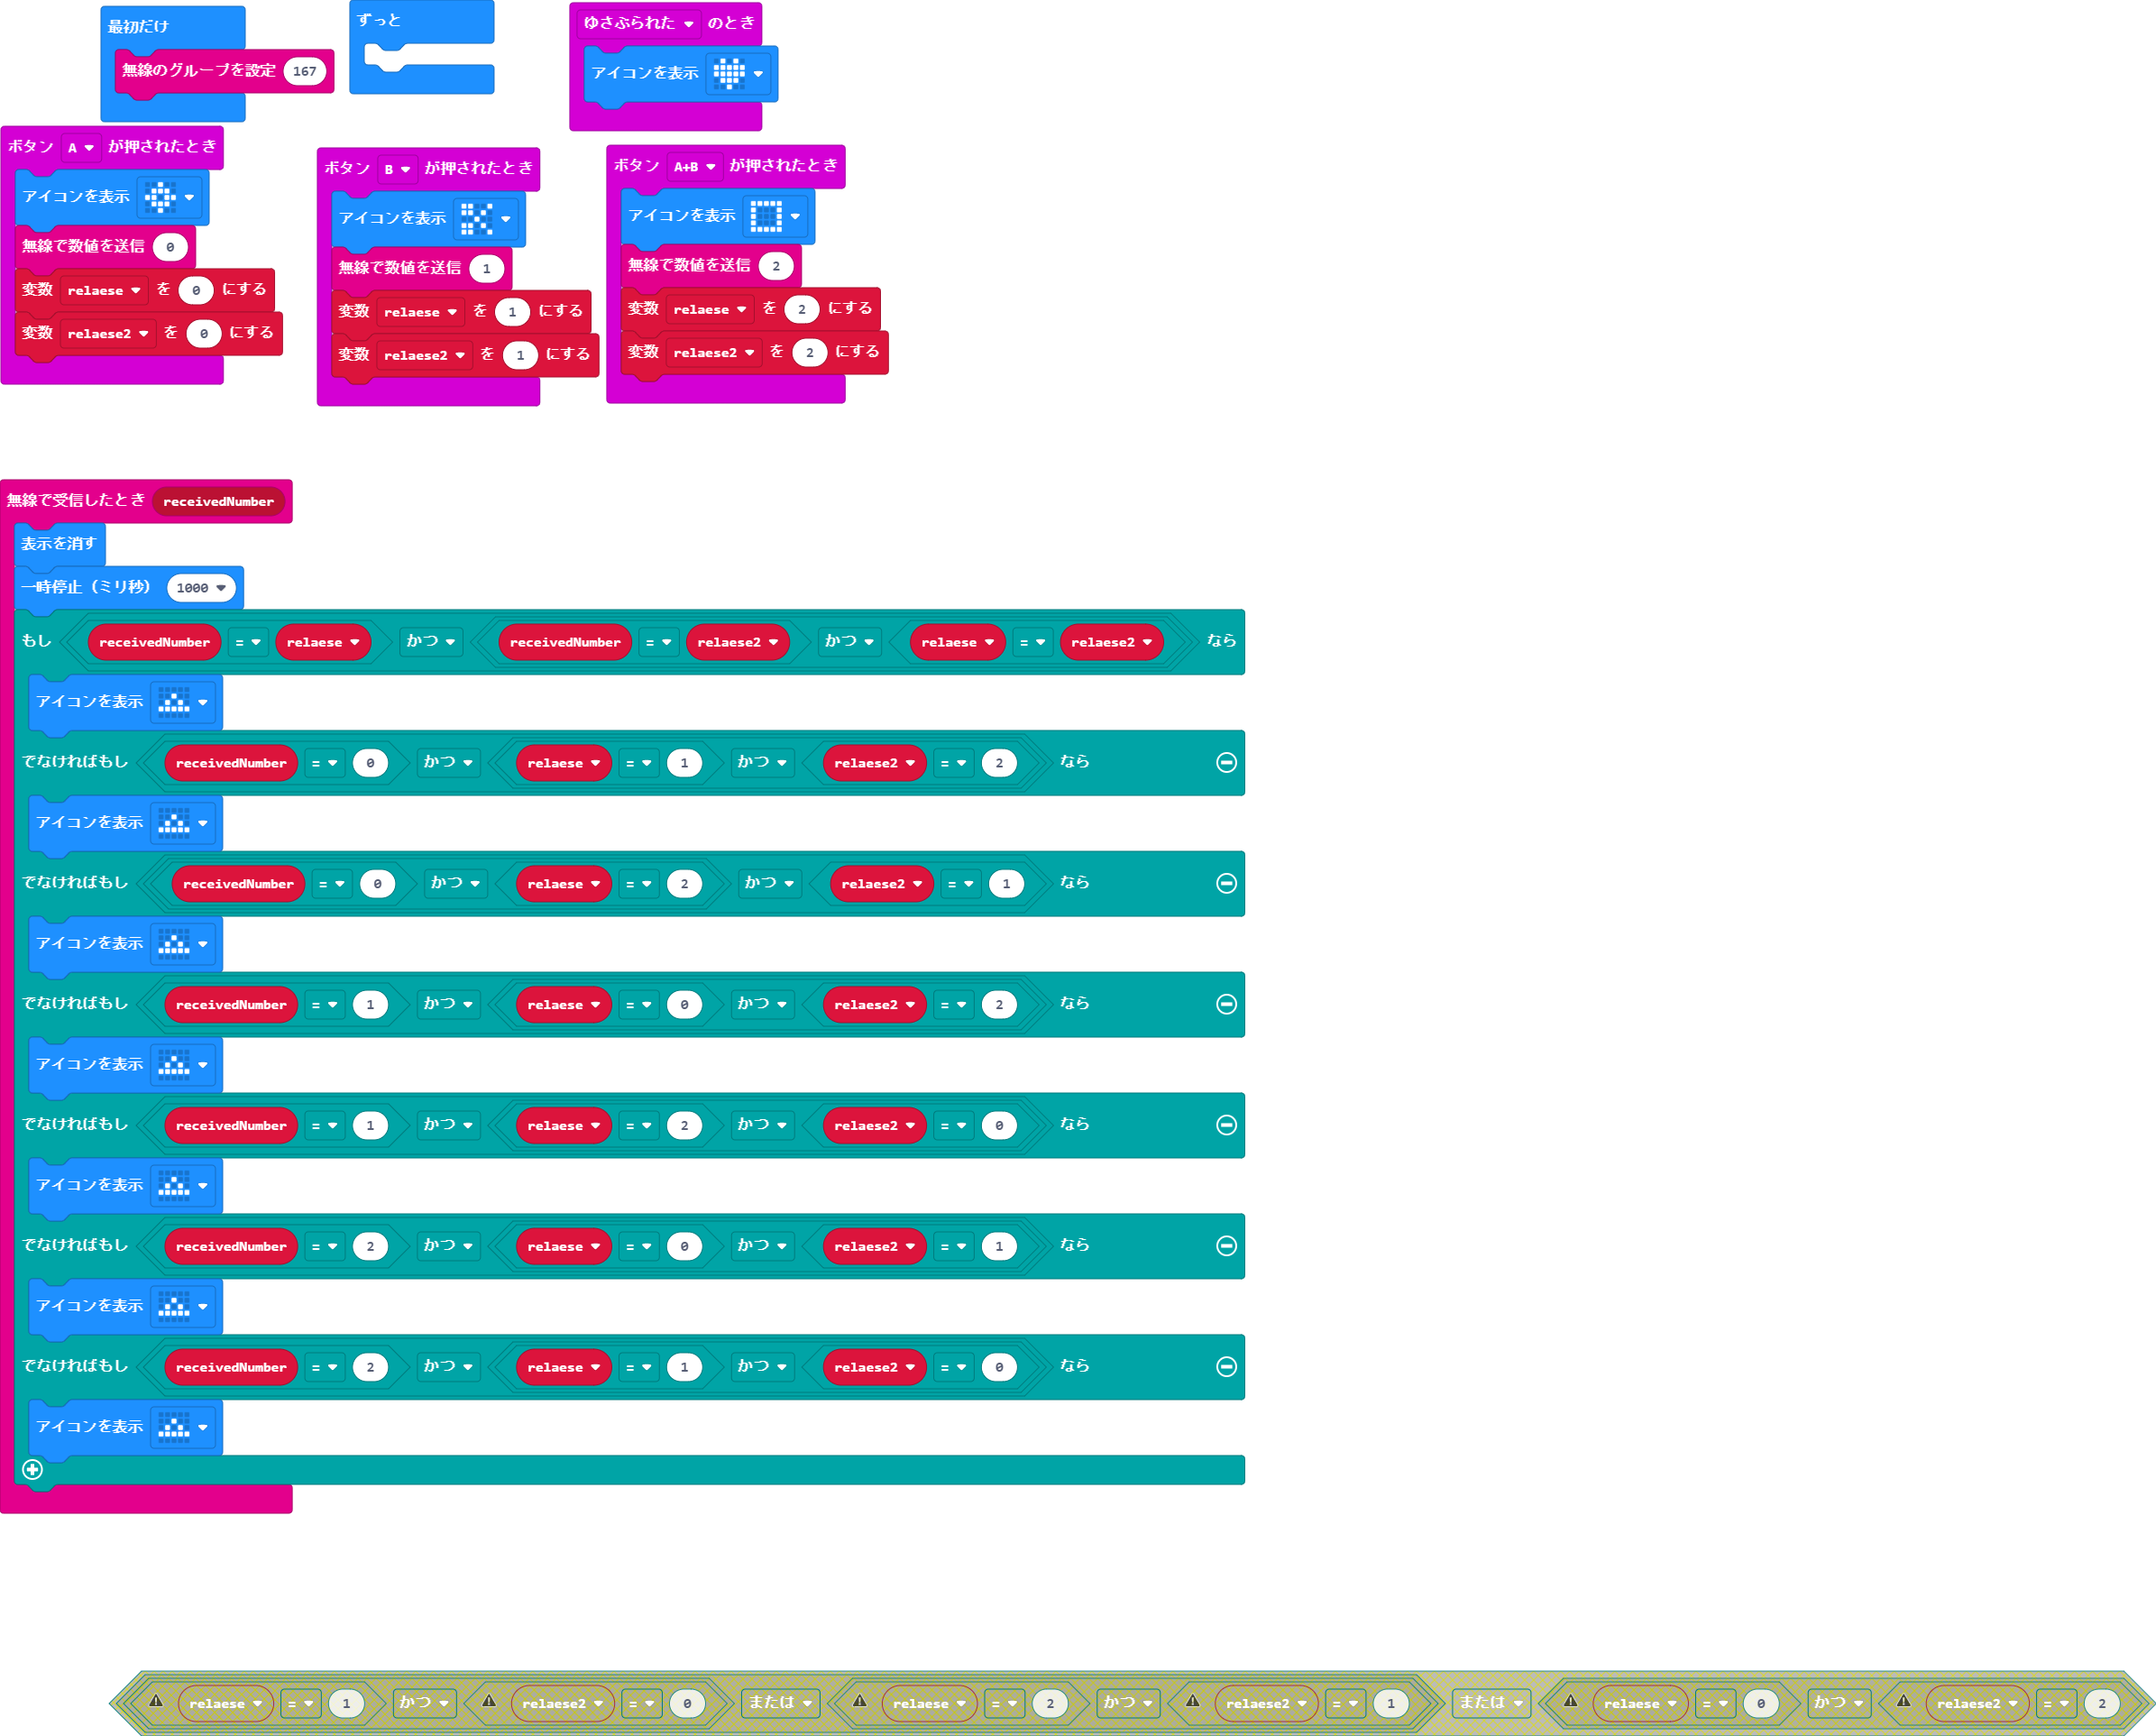 最初だけ
無線のグループを設定 167
ずっと
ゆさぶられた のとき
アイコンを表示
ボタン A が押されたとき
アイコンを表示
無線で数値を送信 0
変数 relaese を 0 にする
変数 relaese2 を 0 にする
ボタン B が押されたとき
アイコンを表示
無線で数値を送信 1
変数 relaese を 1 にする
変数 relaese2 を 1 にする
ボタン A+B が押されたとき
アイコンを表示
無線で数値を送信 2
変数 relaese を 2 にする
変数 relaese2 を 2 にする
無線で受信したとき receivedNumber
表示を消す
一時停止（ミリ秒） 1000
もし receivedNumber = relaese かつ receivedNumber = relaese2 かつ relaese = relaese2 なら
アイコンを表示
でなければもし receivedNumber = 0 かつ relaese = 1 かつ relaese2 = 2 なら
アイコンを表示
でなければもし receivedNumber = 0 かつ relaese = 2 かつ relaese2 = 1 なら
アイコンを表示
でなければもし receivedNumber = 1 かつ relaese = 0 かつ relaese2 = 2 なら
アイコンを表示
でなければもし receivedNumber = 1 かつ relaese = 2 かつ relaese2 = 0 なら
アイコンを表示
でなければもし receivedNumber = 2 かつ relaese = 0 かつ relaese2 = 1 なら
アイコンを表示
でなければもし receivedNumber = 2 かつ relaese = 1 かつ relaese2 = 0 なら
アイコンを表示
relaese = 1 かつ relaese2 = 0 または relaese = 2 かつ relaese2 = 1 または relaese = 0 かつ relaese2 = 2